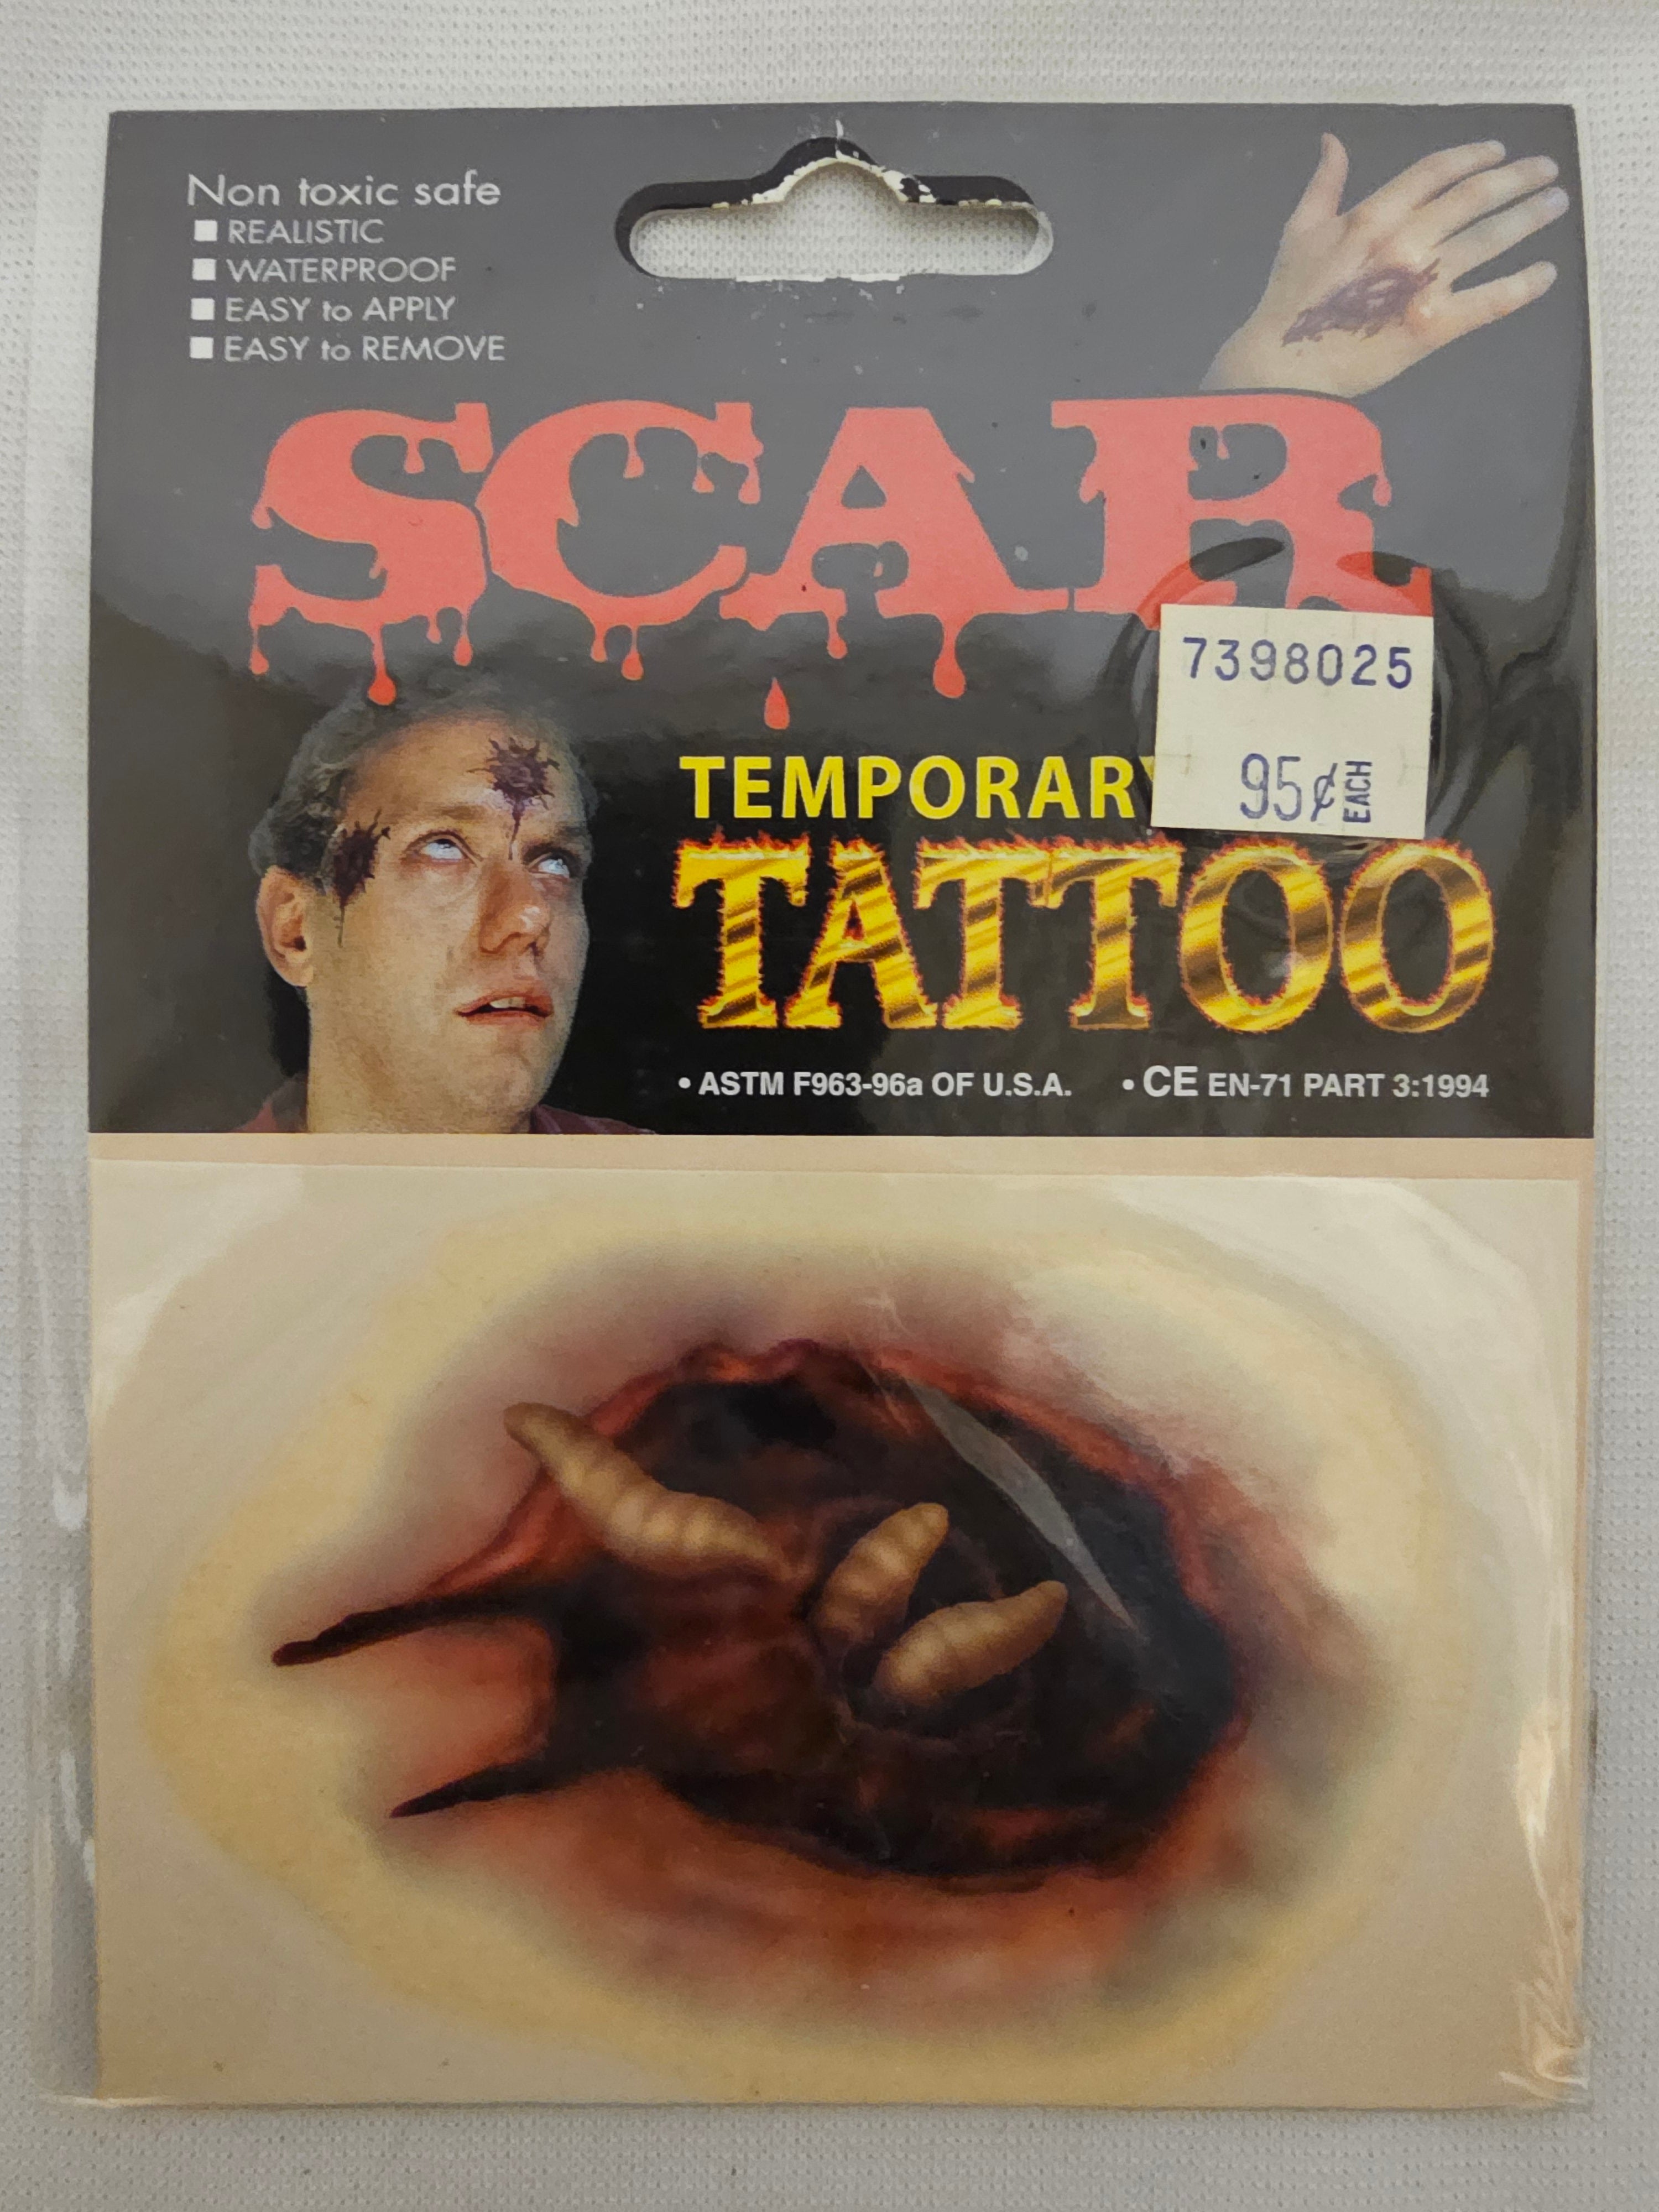 Non toxic safe
■ REALISTIC
■ WATERPROOF
■ EASY to APPLY
■ EASY to REMOVE
SCAR
7398025
95¢ EACH
TEMPORARY
TATTOO
• ASTM F963-96a OF U.S.A. • CE EN-71 PART 3:1994